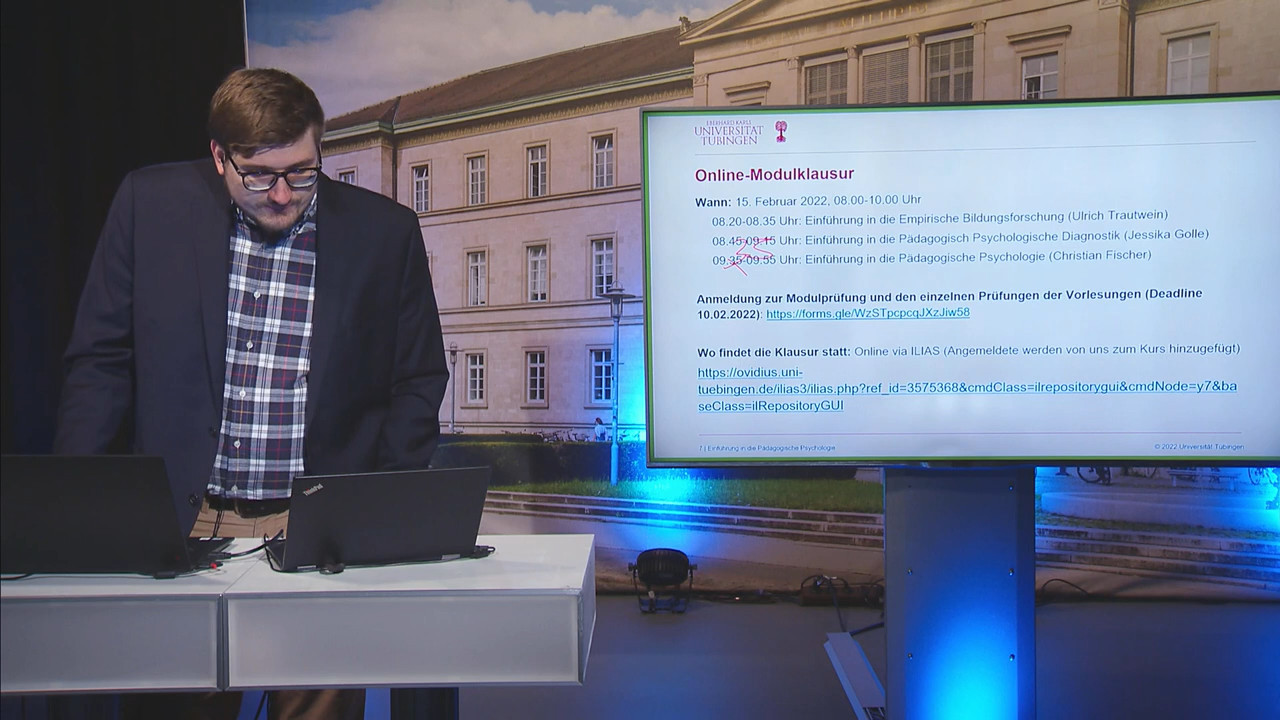 EBERHARD KARLS
UNIVERSITÄT
TÜBINGEN
Online-Modulklausur
Wann: 15. Februar 2022, 08.00-10.00 Uhr
08.20-08.35 Uhr: Einführung in die Empirische Bildungsforschung (Ulrich Trautwein)
08.45-09.15 Uhr: Einführung in die Pädagogisch Psychologische Diagnostik (Jessika Golle)
09.35-09.55 Uhr: Einführung in die Pädagogische Psychologie (Christian Fischer)
Anmeldung zur Modulprüfung und den einzelnen Prüfungen der Vorlesungen (Deadline
10.02.2022): https://forms.gle/WzSTpcpcqJXzJiw58
Wo findet die Klausur statt: Online via ILIAS (Angemeldete werden von uns zum Kurs hinzugefügt)
https://ovidius.uni-
tuebingen.de/ilias3/ilias.php?ref_id=3575368&cmdClass=ilrepositorygui&cmdNode=y7&ba
seClass=ilRepositoryGUI
7 | Einführung in die Pädagogische Psychologie
© 2022 Universität Tübingen
ThinkPad